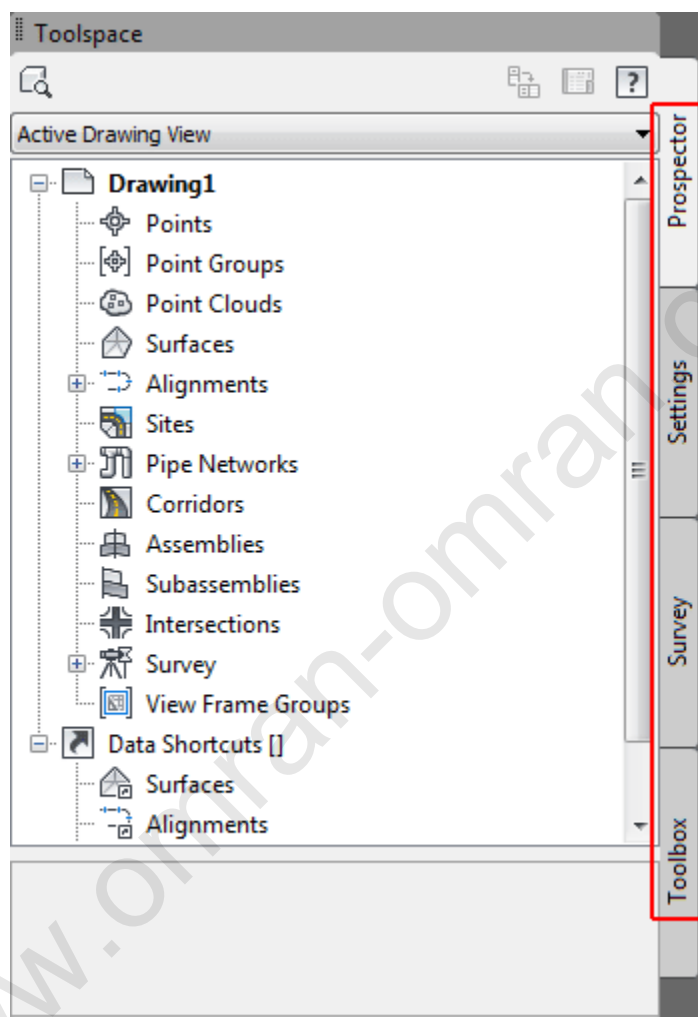 Toolspace
?
Active Drawing View
Drawing1
Points
Point Groups
Point Clouds
Surfaces
Alignments
Sites
Pipe Networks
Corridors
Assemblies
Subassemblies
Intersections
Survey
View Frame Groups
Data Shortcuts []
Surfaces
Alignments
Prospector
Settings
Survey
Toolbox
www.omran-omran.c